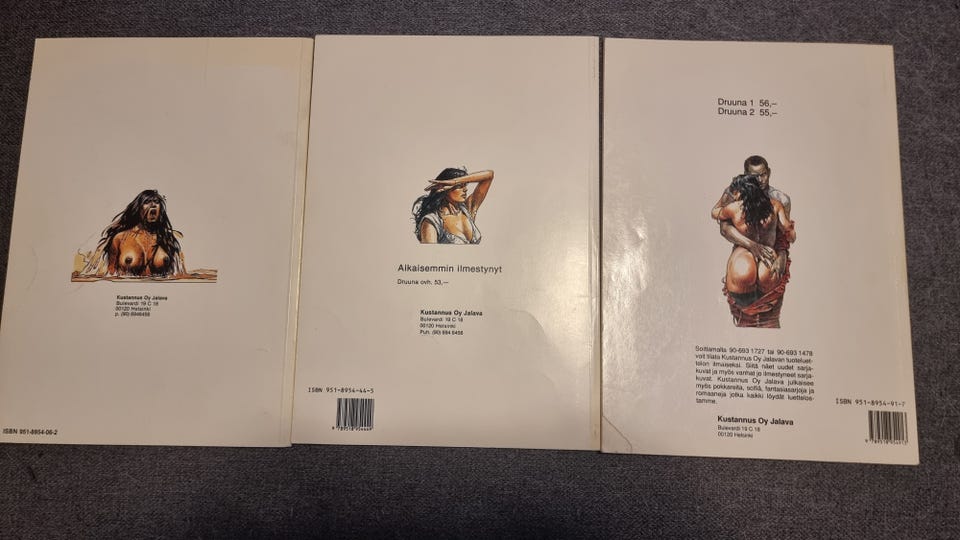 Kustannus Oy Jalava
Bulevardi 19 C 18
00120 Helsinki
p. (90) 6946456
ISBN 951-8954-06-2
Aikaisemmin ilmestynyt
Druuna ovh. 53,—
Kustannus Oy Jalava
Bulevardi 19 C 18
00120 Helsinki
Puh. (90) 694 6456
ISBN 951-8954-44-5
Druuna 1 56,–
Druuna 2 55,–
Soittamalla 90-693 1727 tai 90-693 1478
voit tilata Kustannus Oy Jalavan tuoteluet-
telon ilmaiseksi. Siitä näet uudet sarja-
kuvat ja myös vanhat jo ilmestyneet sarja-
kuvat. Kustannus Oy Jalava julkaisee
myös pokkareita, scifiä, fantasiasarjoja ja
romaaneja jotka kaikki löydät luettelos-
tamme.
Kustannus Oy Jalava
Bulevardi 19 C 18
00120 Helsinki
ISBN 951-8954-91-7